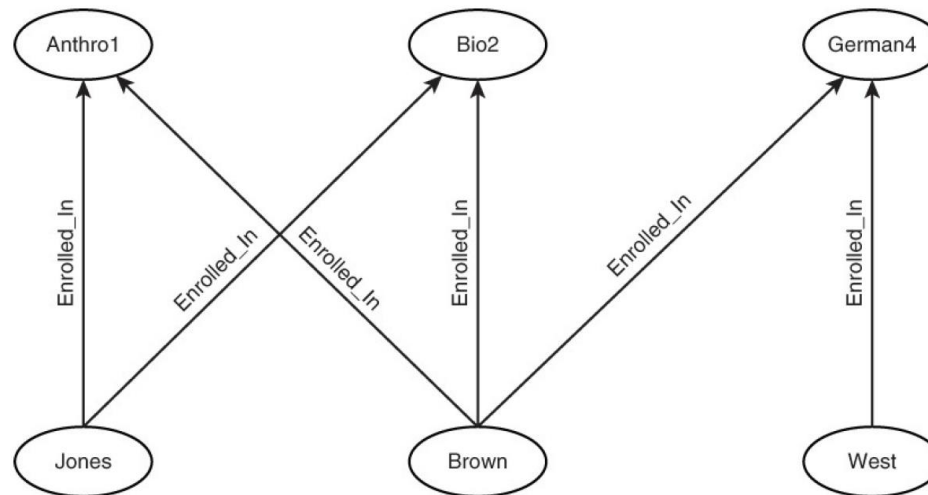 Anthro1
Bio2
German4
Enrolled_In
Enrolled_In
Enrolled_In
Enrolled_In
Enrolled_In
Enrolled_In
Jones
Brown
West